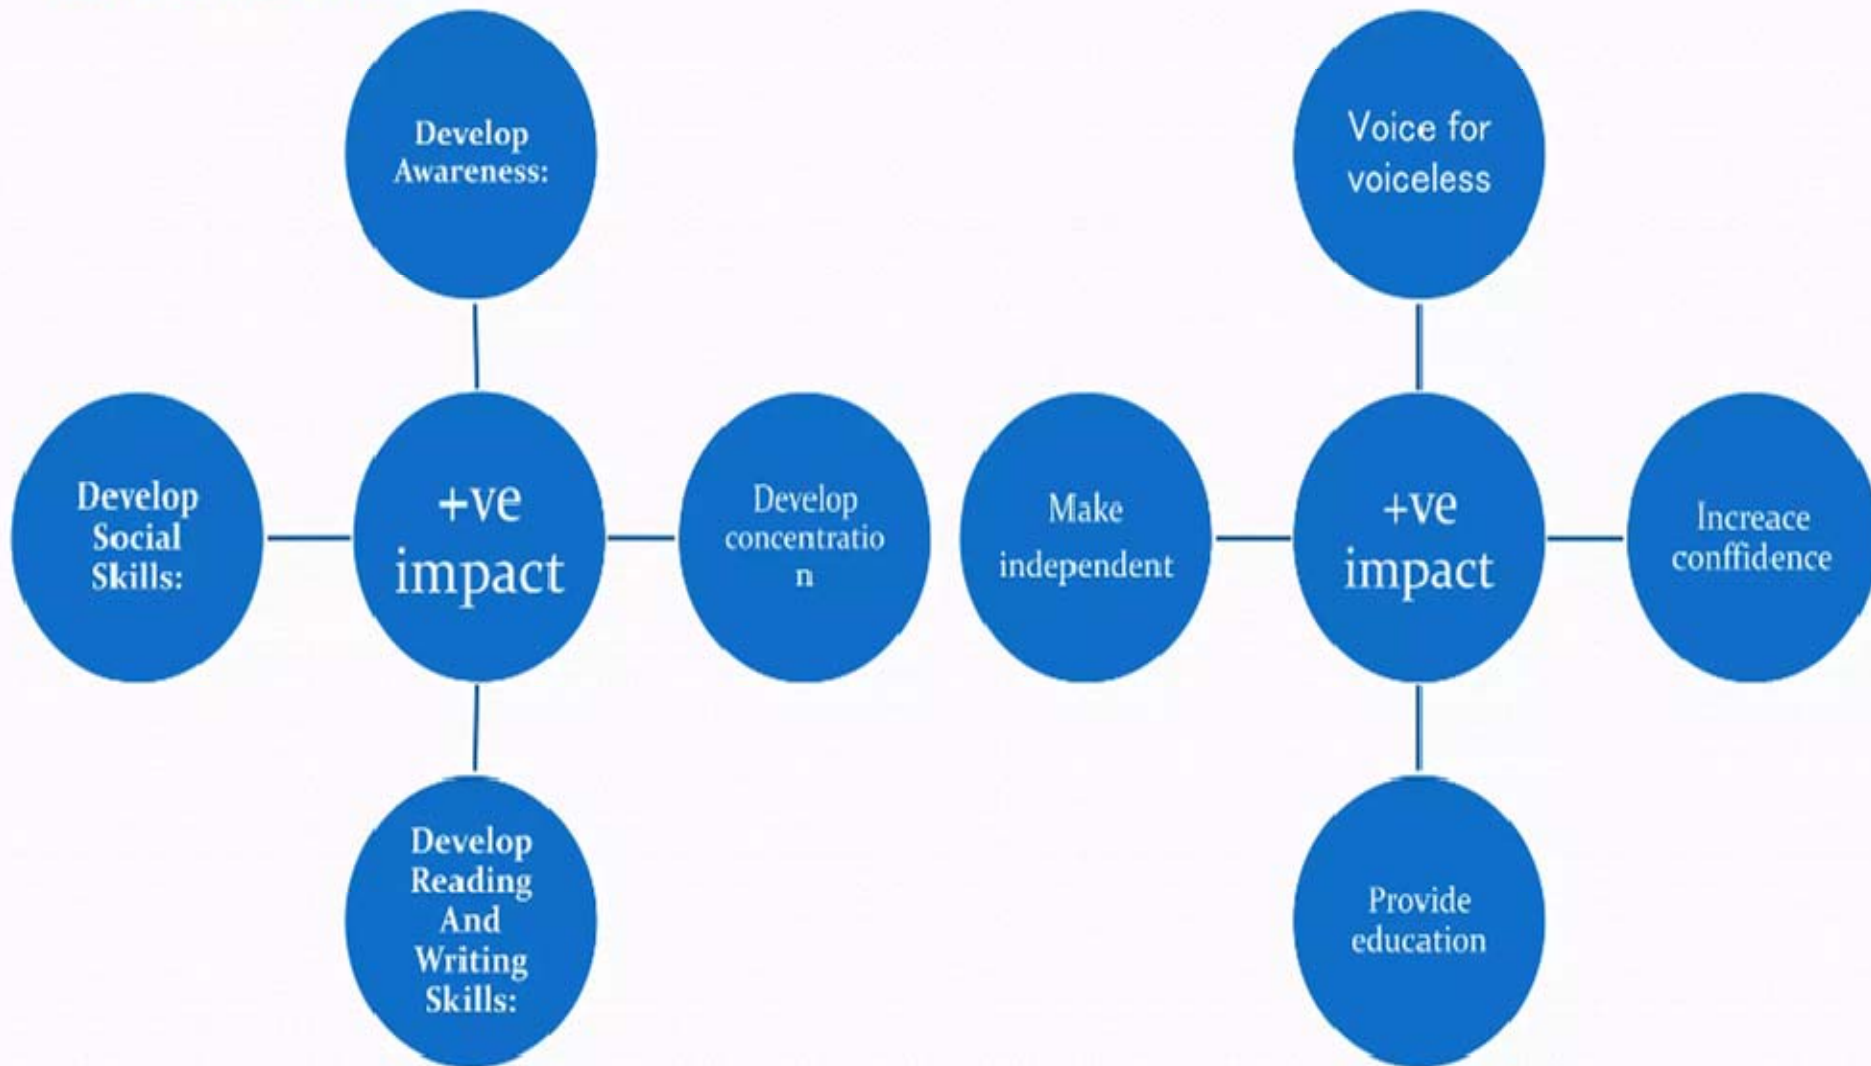 Develop
Awareness:
Develop
Social
Skills:
+ve
impact
Develop
concentratio
n
Develop
Reading
And
Writing
Skills:
Voice for
voiceless
Make
independent
+ve
impact
Increace
conffidence
Provide
education